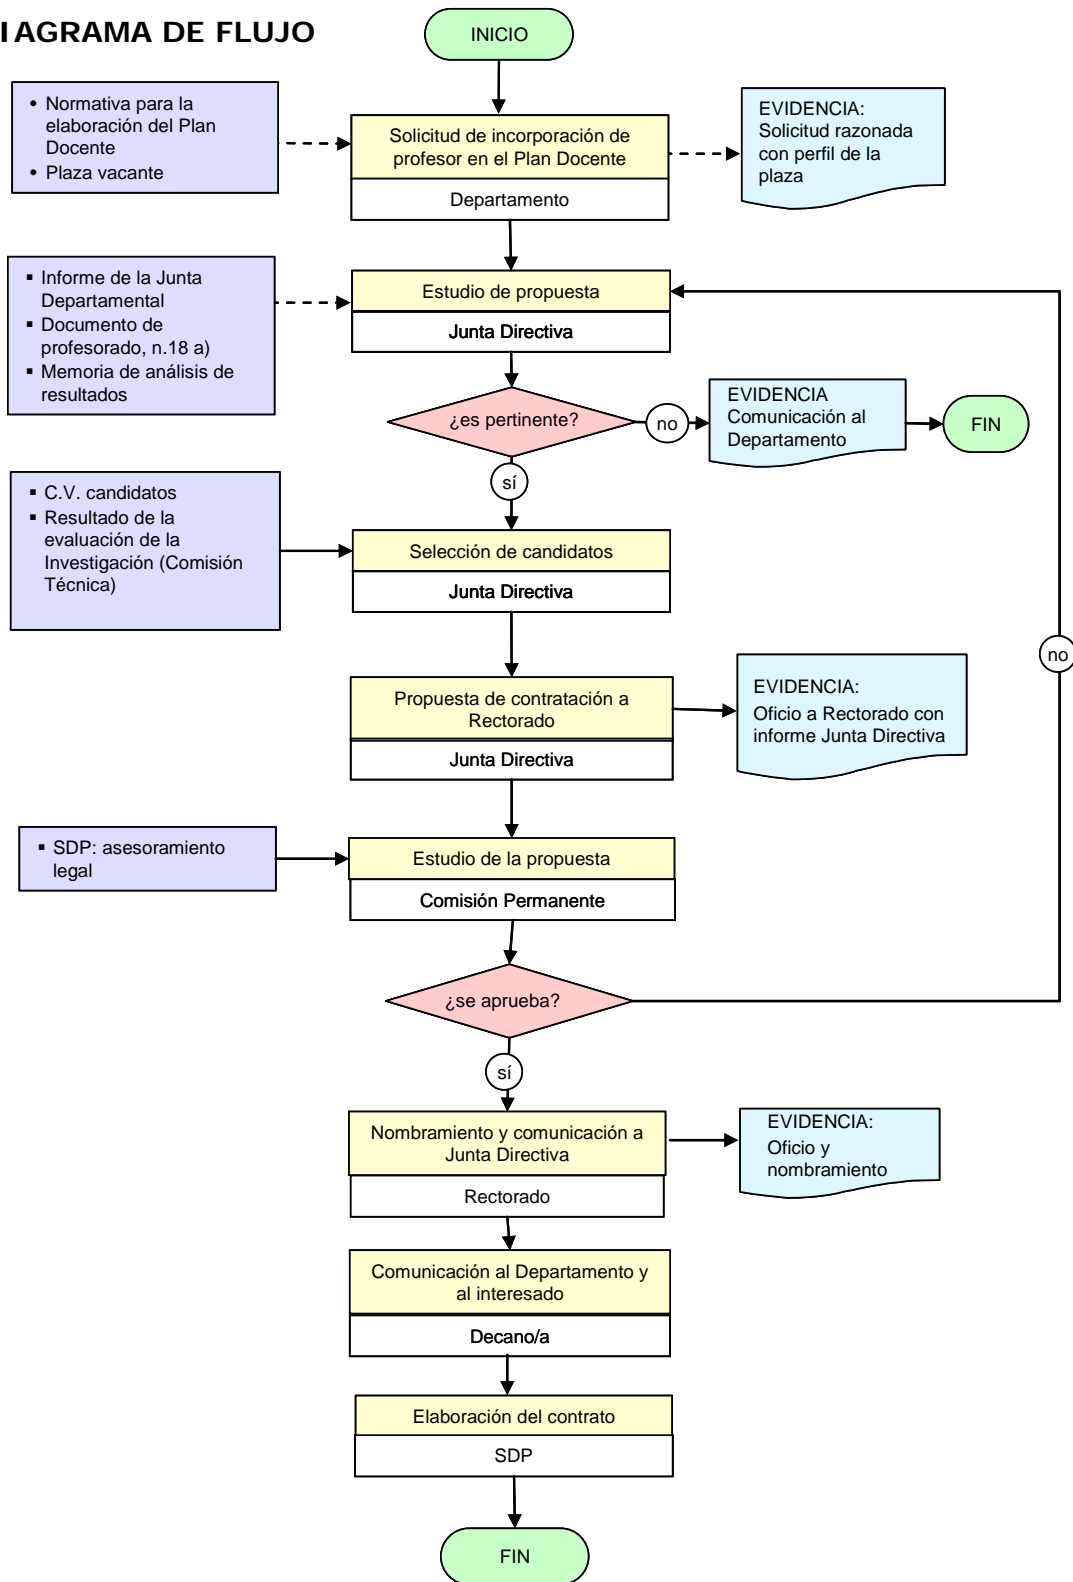 IAGRAMA DE FLUJO
INICIO
• Normativa para la
elaboración del Plan
Docente
• Plaza vacante
Solicitud de incorporación de
profesor en el Plan Docente
Departamento
EVIDENCIA:
Solicitud razonada
con perfil de la
plaza
▪ Informe de la Junta
Departamental
▪ Documento de
profesorado, n.18 a)
▪ Memoria de análisis de
resultados
Estudio de propuesta
Junta Directiva
¿es pertinente?
no
EVIDENCIA
Comunicación al
Departamento
FIN
sí
▪ C.V. candidatos
▪ Resultado de la
evaluación de la
Investigación (Comisión
Técnica)
Selección de candidatos
Junta Directiva
no
Propuesta de contratación a
Rectorado
Junta Directiva
EVIDENCIA:
Oficio a Rectorado con
informe Junta Directiva
▪ SDP: asesoramiento
legal
Estudio de la propuesta
Comisión Permanente
¿se aprueba?
sí
Nombramiento y comunicación a
Junta Directiva
Rectorado
EVIDENCIA:
Oficio y
nombramiento
Comunicación al Departamento y
al interesado
Decano/a
Elaboración del contrato
SDP
FIN